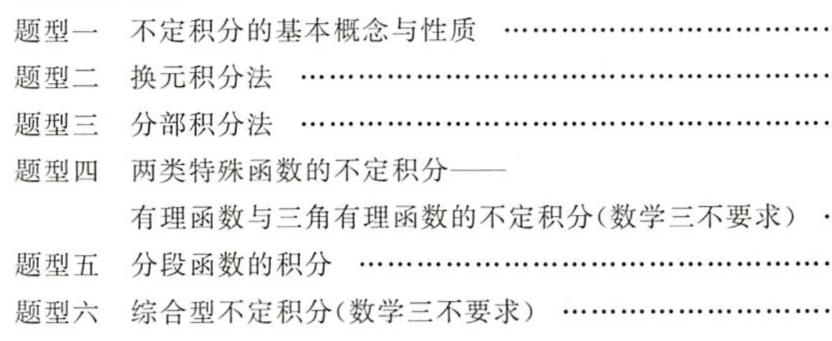 题型一 不定积分的基本概念与性质 ……………………………
题型二 换元积分法 ………………………………………………
题型三 分部积分法 ………………………………………………
题型四 两类特殊函数的不定积分——
有理函数与三角有理函数的不定积分(数学三不要求) ·
题型五 分段函数的积分 …………………………………………
题型六 综合型不定积分(数学三不要求) ………………………